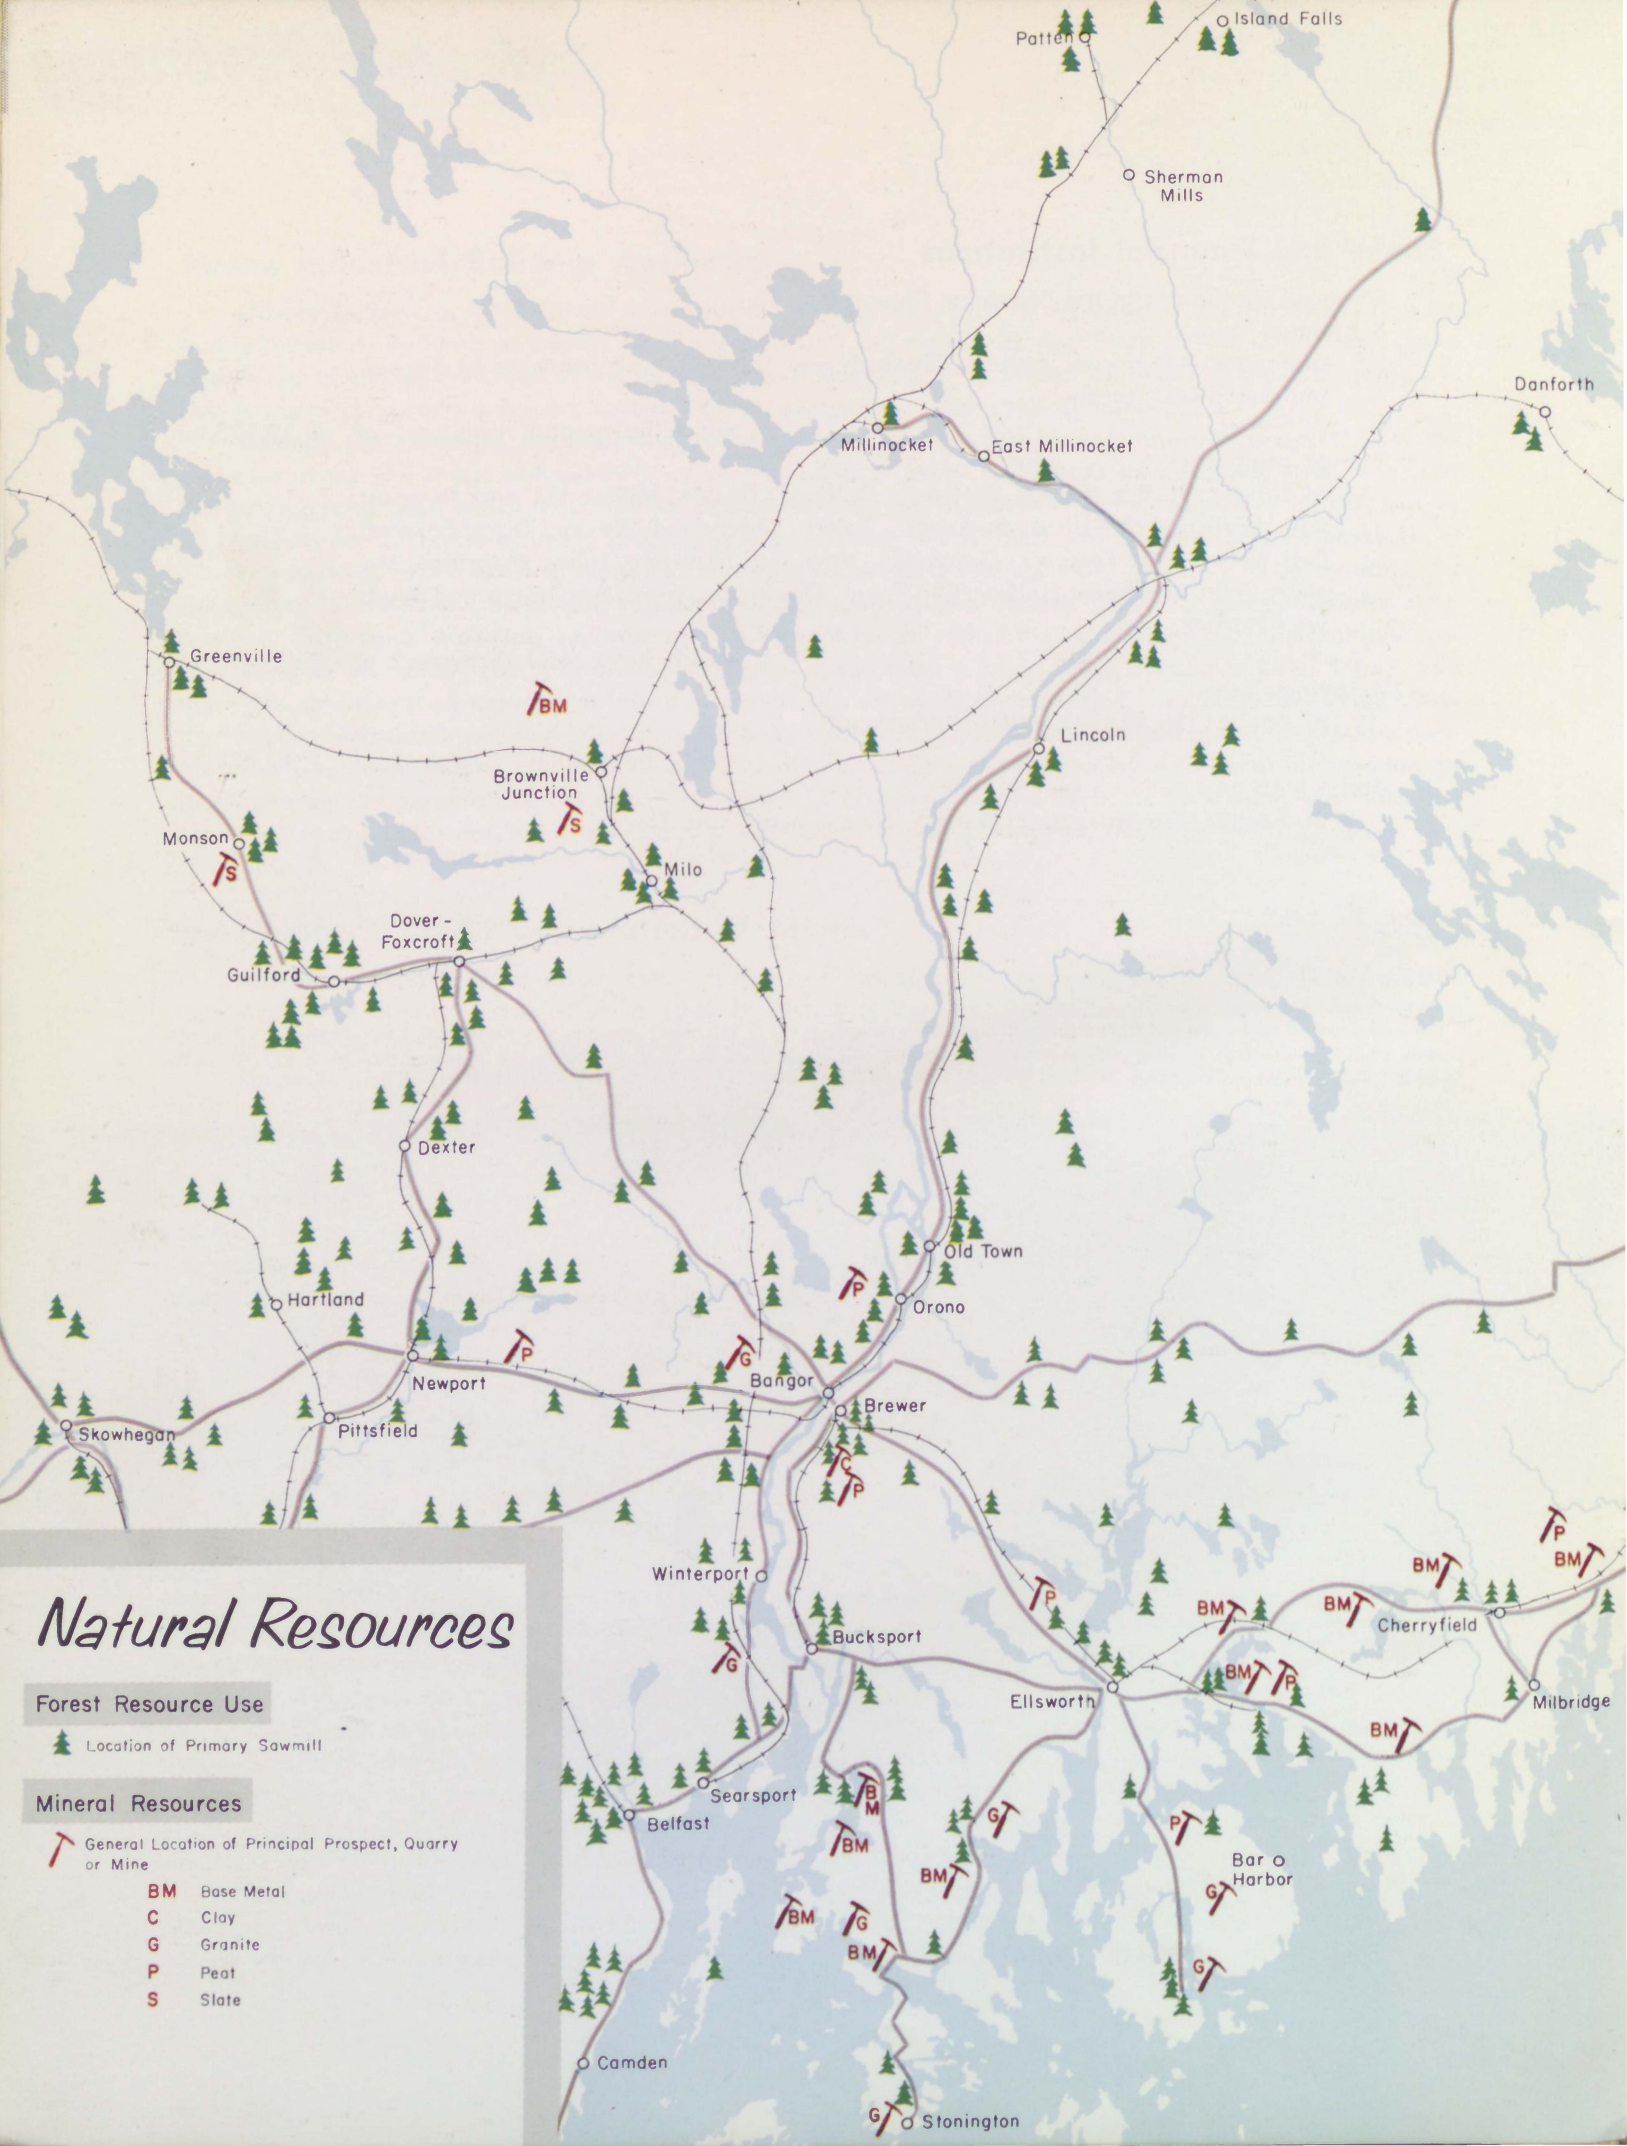 Island Falls
Patten
Sherman
Mills
Danforth
Millinocket
East Millinocket
Greenville
BM
Lincoln
Brownville
Junction
S
Monson
S
Milo
Dover -
Foxcroft
Guilford
Dexter
Old Town
P
Hartland
Orono
P
G
Bangor
Newport
Brewer
Skowhegan
Pittsfield
C
P
P
BM
BM
Winterport
P
BM
BM
Cherryfield
Bucksport
G
BM
P
Ellsworth
Milbridge
BM
Searsport
B
M
G
P
Belfast
BM
Bar
Harbor
BM
G
BM
G
BM
G
Camden
G
Stonington
Natural Resources
Forest Resource Use
Location of Primary Sawmill
Mineral Resources
General Location of Principal Prospect, Quarry
or Mine
BM Base Metal
C Clay
G Granite
P Peat
S Slate